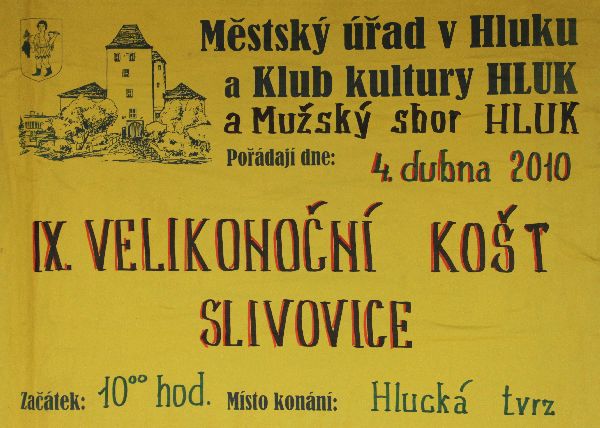 Městský úřad v Hluku
a Klub kultury HLUK
a Mužský sbor HLUK
Pořádají dne: 4. dubna 2010
IX. VELIKONOČNÍ KOŠT
SLIVOVICE
Začátek: 10⁰⁰ hod. Místo konání: Hlucká tvrz